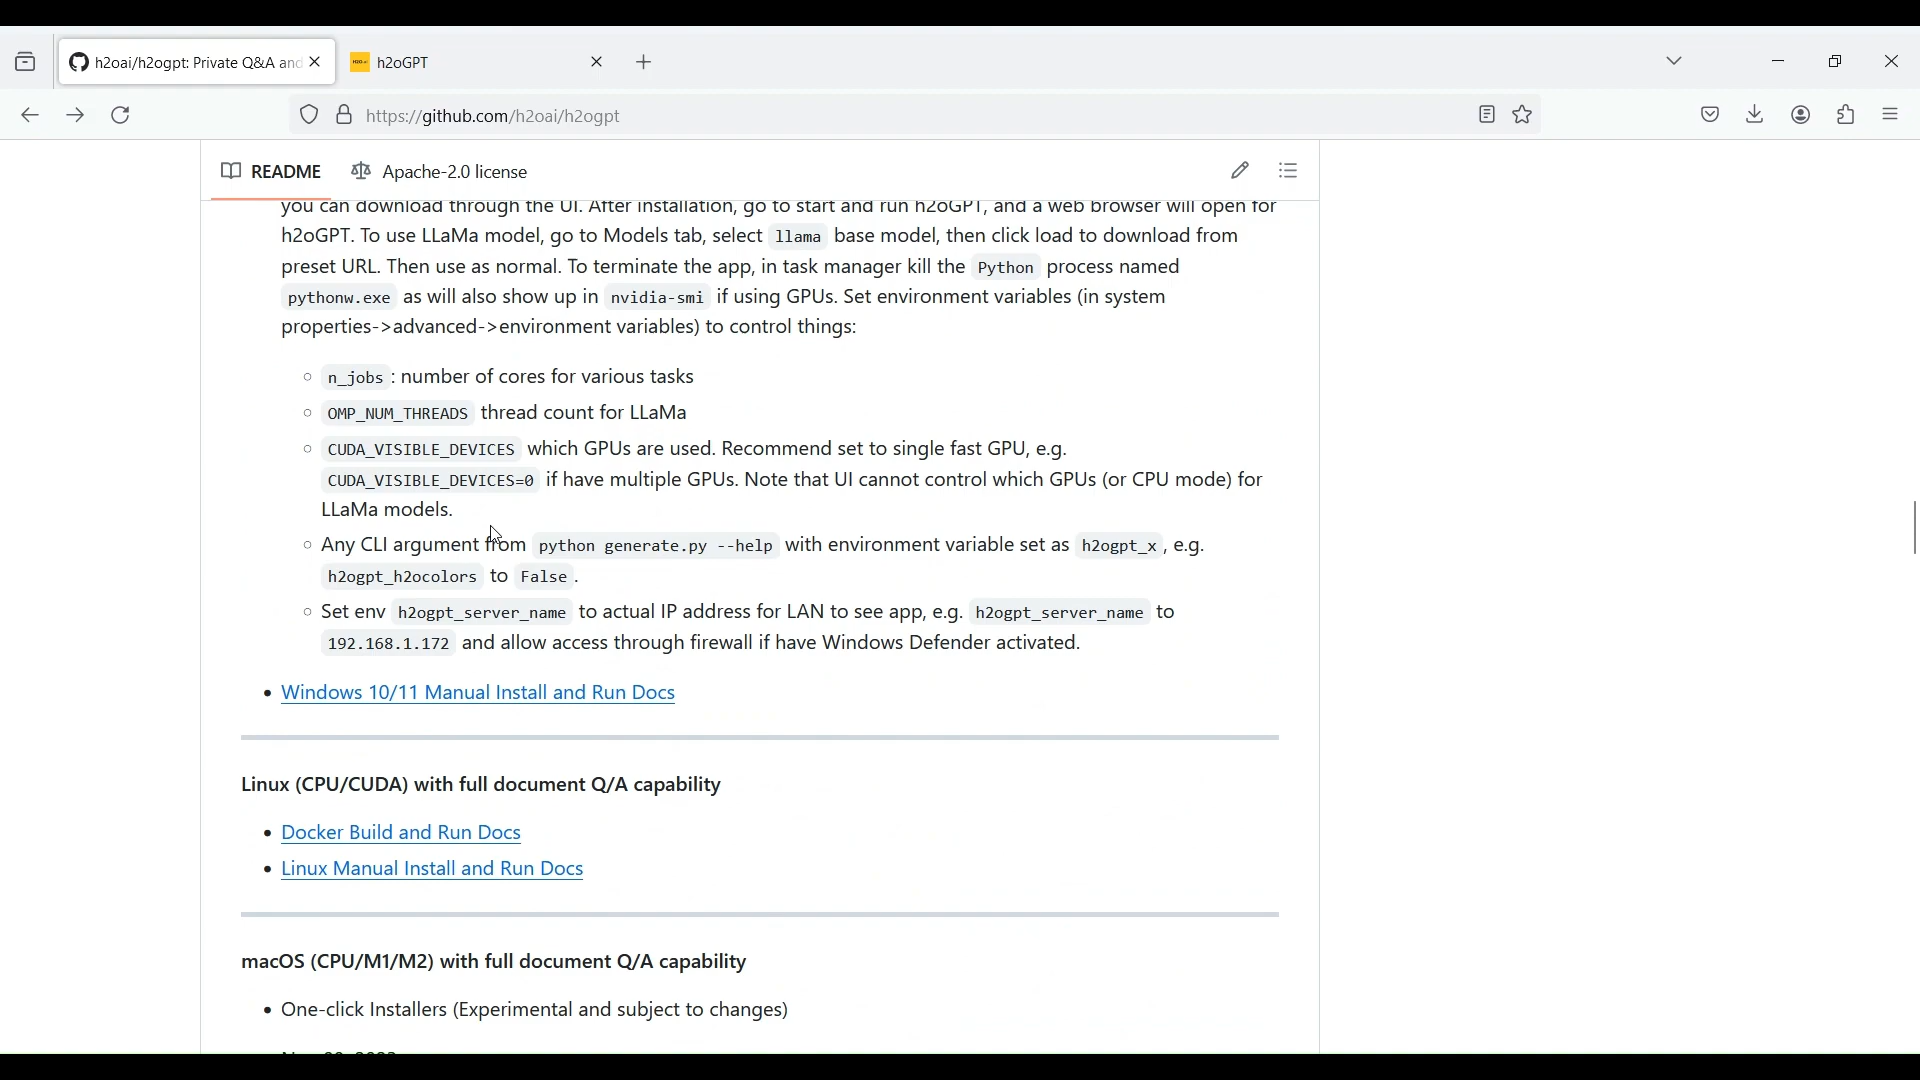 h2oai/h2ogpt: Private Q&A and
h2oGPT
https://github.com/h2oai/h2ogpt
README
Apache-2.0 license
you can download through the UI. After installation, go to start and run h2oGPT, and a web browser will open for
h2oGPT. To use LLaMa model, go to Models tab, select llama base model, then click load to download from
preset URL. Then use as normal. To terminate the app, in task manager kill the Python process named
pythonw.exe as will also show up in nvidia-smi if using GPUs. Set environment variables (in system
properties->advanced->environment variables) to control things:
n_jobs : number of cores for various tasks
OMP_NUM_THREADS thread count for LLaMa
CUDA_VISIBLE_DEVICES which GPUs are used. Recommend set to single fast GPU, e.g.
CUDA_VISIBLE_DEVICES=0 if have multiple GPUs. Note that UI cannot control which GPUs (or CPU mode) for
LLaMa models.
Any CLI argument from python generate.py --help with environment variable set as h2ogpt_x , e.g.
h2ogpt_h2ocolors to False .
Set env h2ogpt_server_name to actual IP address for LAN to see app, e.g. h2ogpt_server_name to
192.168.1.172 and allow access through firewall if have Windows Defender activated.
Windows 10/11 Manual Install and Run Docs
Linux (CPU/CUDA) with full document Q/A capability
Docker Build and Run Docs
Linux Manual Install and Run Docs
macOS (CPU/M1/M2) with full document Q/A capability
One-click Installers (Experimental and subject to changes)